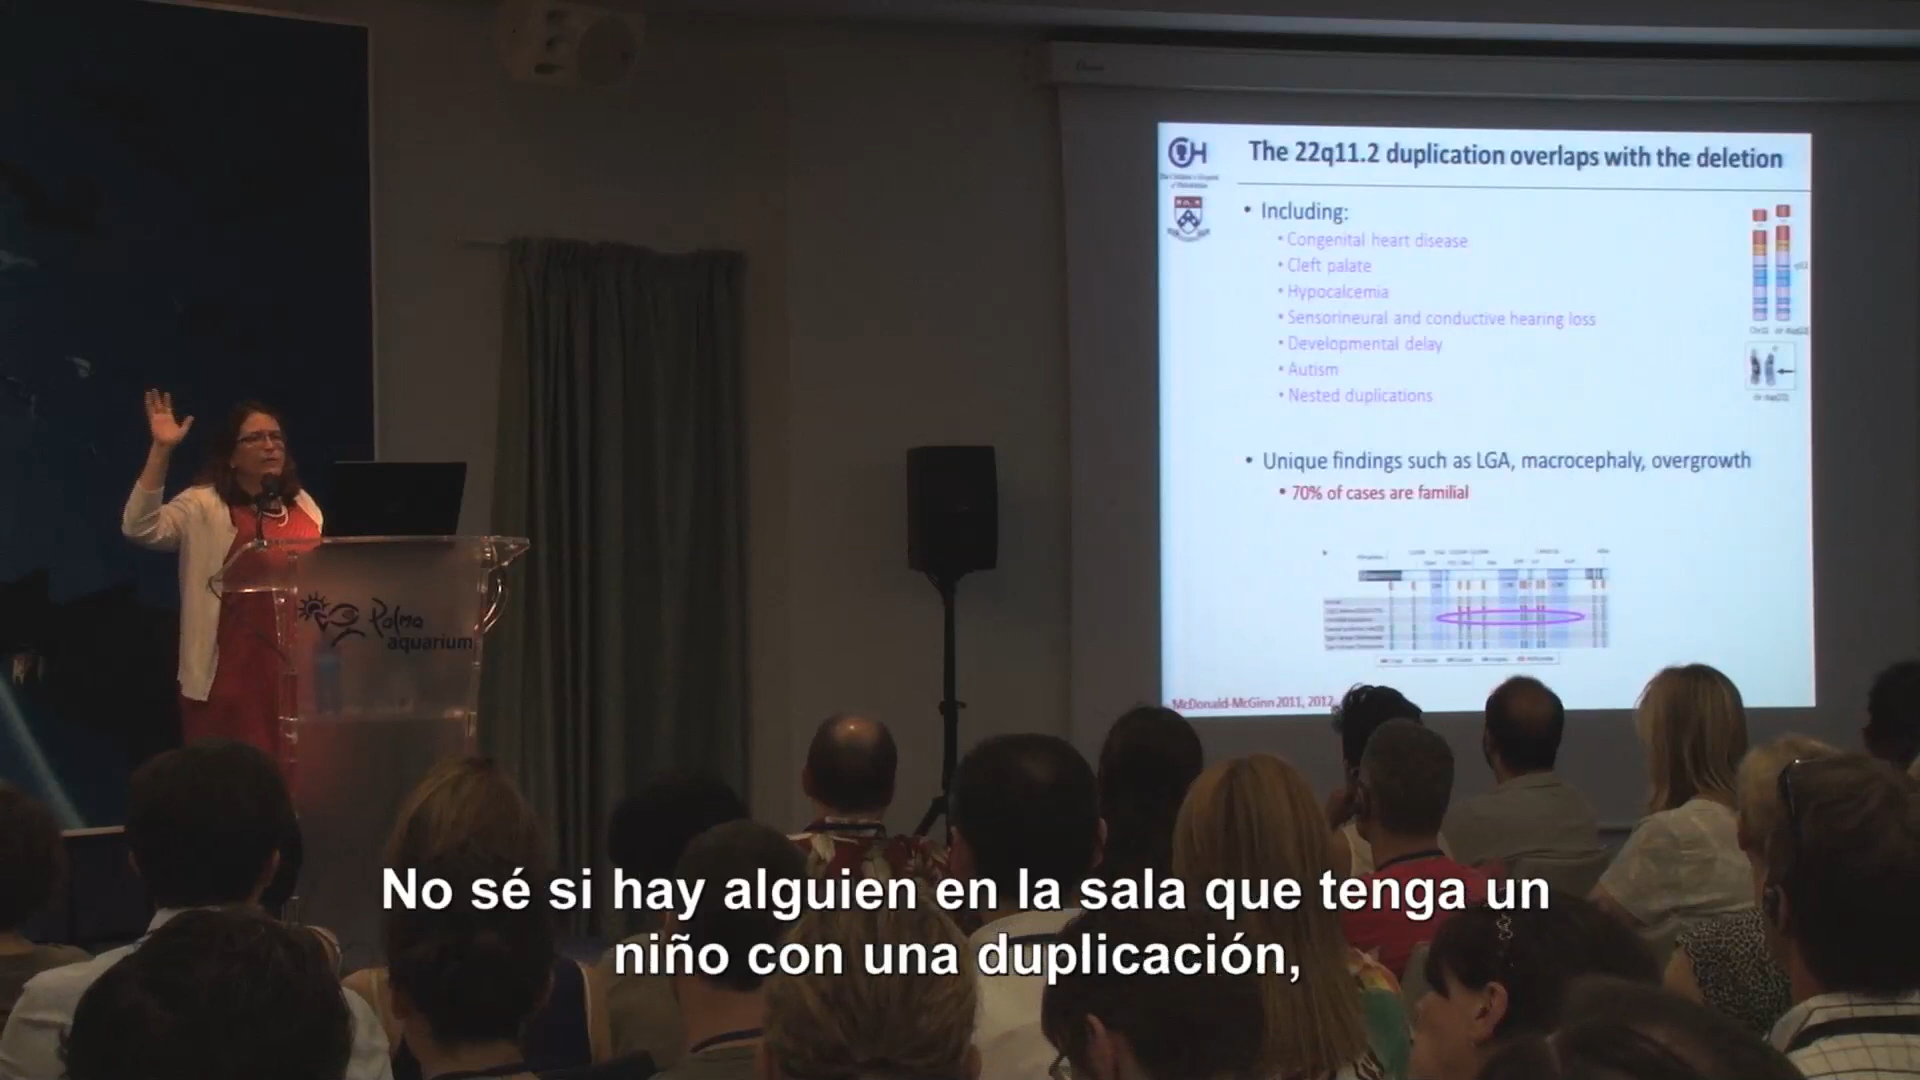 The 22q11.2 duplication overlaps with the deletion
• Including:
• Congenital heart disease
• Cleft palate
• Hypocalcemia
• Sensorineural and conductive hearing loss
• Developmental delay
• Autism
• Nested duplications
• Unique findings such as LGA, macrocephaly, overgrowth
• 70% of cases are familial
McDonald-McGinn 2011, 2012
Palma
aquarium
No sé si hay alguien en la sala que tenga un
niño con una duplicación,